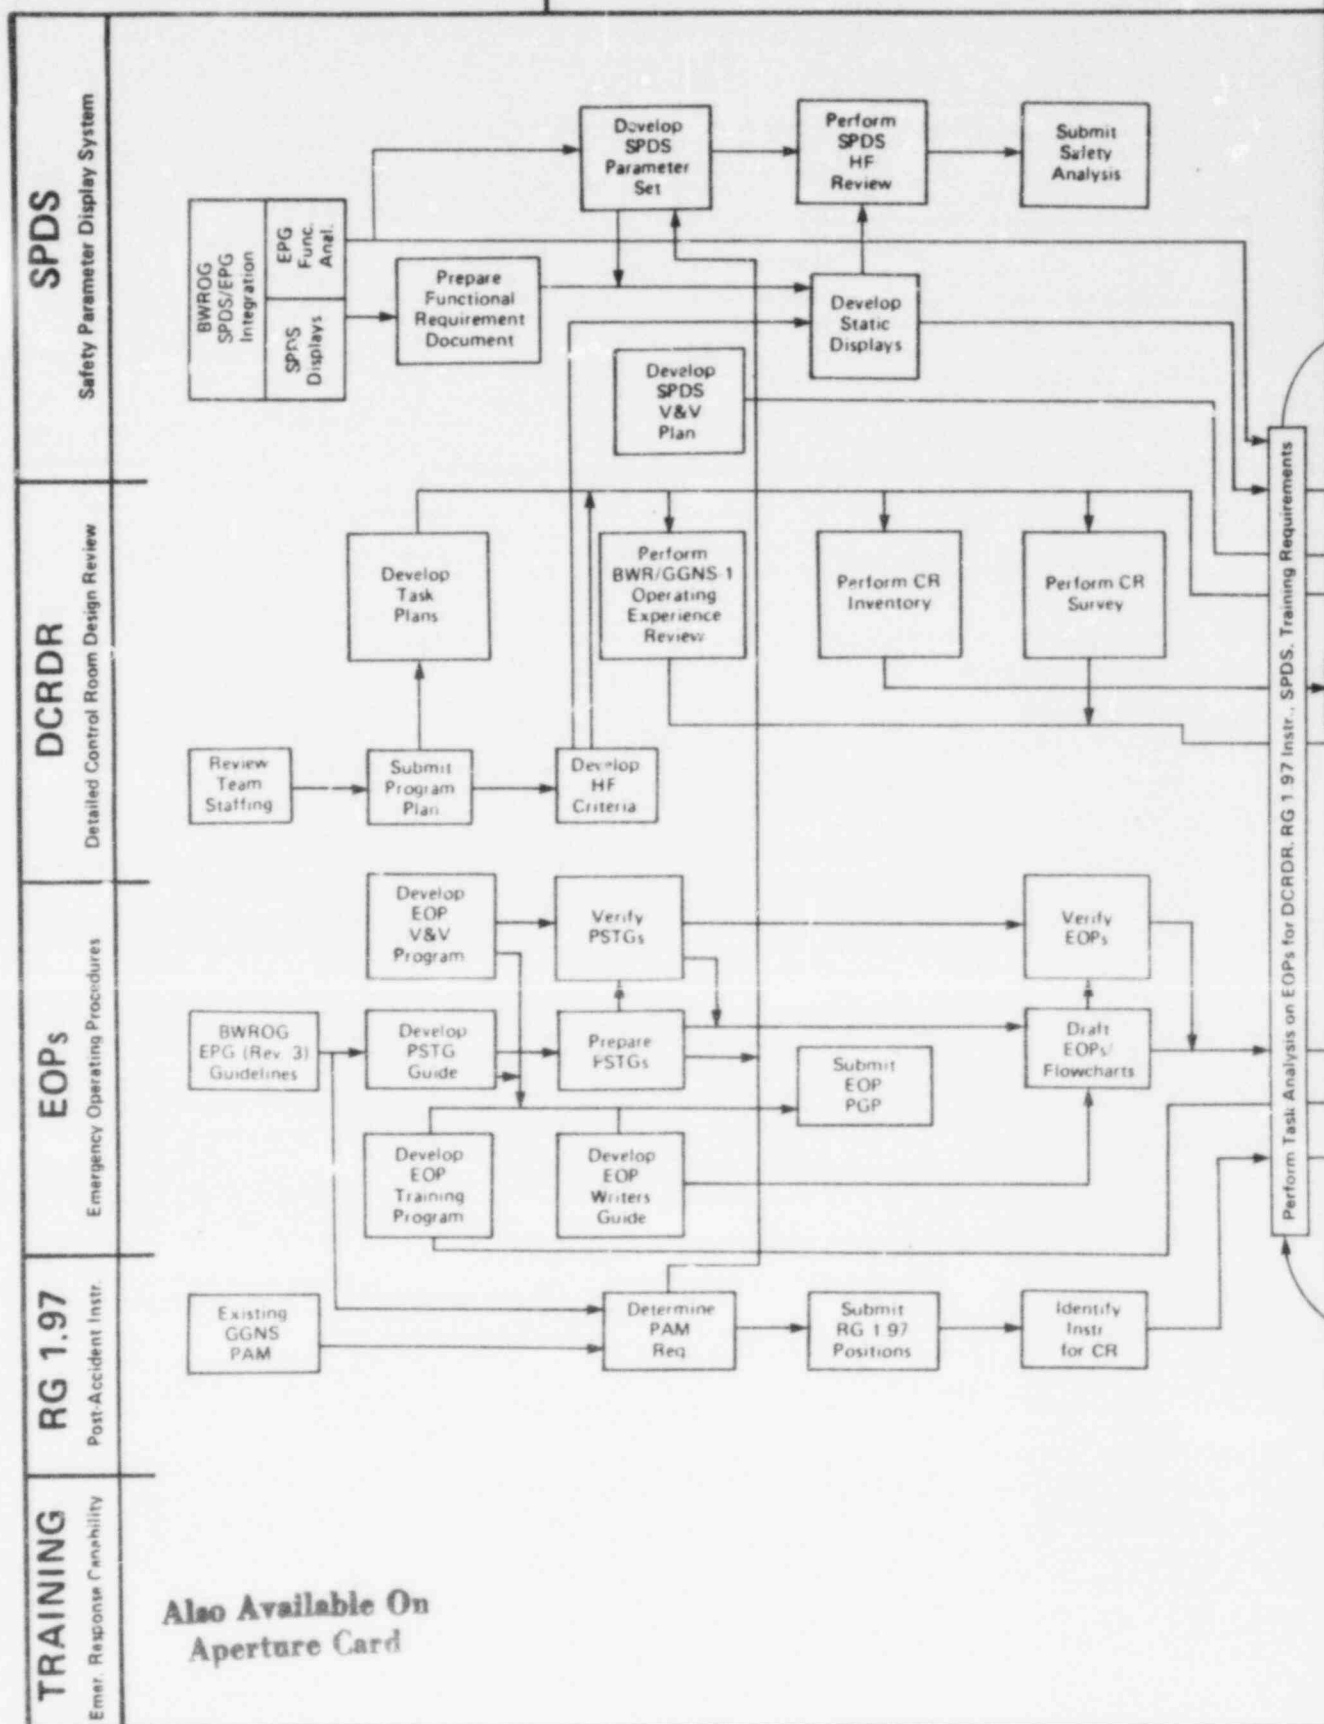 SPDS
Safety Parameter Display System
BWROG
SPDS/EPG
Integration
EPG
Func.
Anal.
SPDS
Displays
Prepare
Functional
Requirement
Document
Develop
SPDS
Parameter
Set
Perform
SPDS
HF
Review
Submit
Safety
Analysis
Develop
Static
Displays
Develop
SPDS
V&V
Plan
DCRDR
Detailed Control Room Design Review
Develop
Task
Plans
Perform
BWR/GGNS-1
Operating
Experience
Review
Perform CR
Inventory
Perform CR
Survey
Review
Team
Staffing
Submit
Program
Plan
Develop
HF
Criteria
EOPs
Emergency Operating Procedures
Develop
EOP
V&V
Program
Verify
PSTGs
Verify
EOPs
BWROG
EPG (Rev. 3)
Guidelines
Develop
PSTG
Guide
Prepare
PSTGs
Submit
EOP
PGP
Draft
EOPs/
Flowcharts
Develop
EOP
Training
Program
Develop
EOP
Writers
Guide
RG 1.97
Post-Accident Instr.
Existing
GGNS
PAM
Determine
PAM
Req
Submit
RG 1.97
Positions
Identify
Instr
for CR
Perform Task Analysis on EOPs for DCRDR, RG 1.97 Instr., SPDS, Training Requirements
TRAINING
Emer. Response Capability
Also Available On
Aperture Card